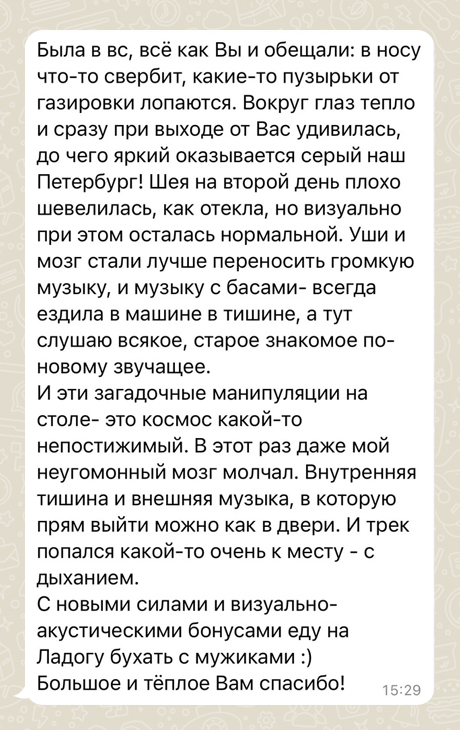 Была в вс, всё как Вы и обещали: в носу
что-то свербит, какие-то пузырьки от
газировки лопаются. Вокруг глаз тепло
и сразу при выходе от Вас удивилась,
до чего яркий оказывается серый наш
Петербург! Шея на второй день плохо
шевелилась, как отекла, но визуально
при этом осталась нормальной. Уши и
мозг стали лучше переносить громкую
музыку, и музыку с басами- всегда
ездила в машине в тишине, а тут
слушаю всякое, старое знакомое по-
новому звучащее.
И эти загадочные манипуляции на
столе- это космос какой-то
непостижимый. В этот раз даже мой
неугомонный мозг молчал. Внутренняя
тишина и внешняя музыка, в которую
прям выйти можно как в двери. И трек
попался какой-то очень к месту - с
дыханием.
С новыми силами и визуально-
акустическими бонусами еду на
Ладогу бухать с мужиками :)
Большое и тёплое Вам спасибо!
15:29